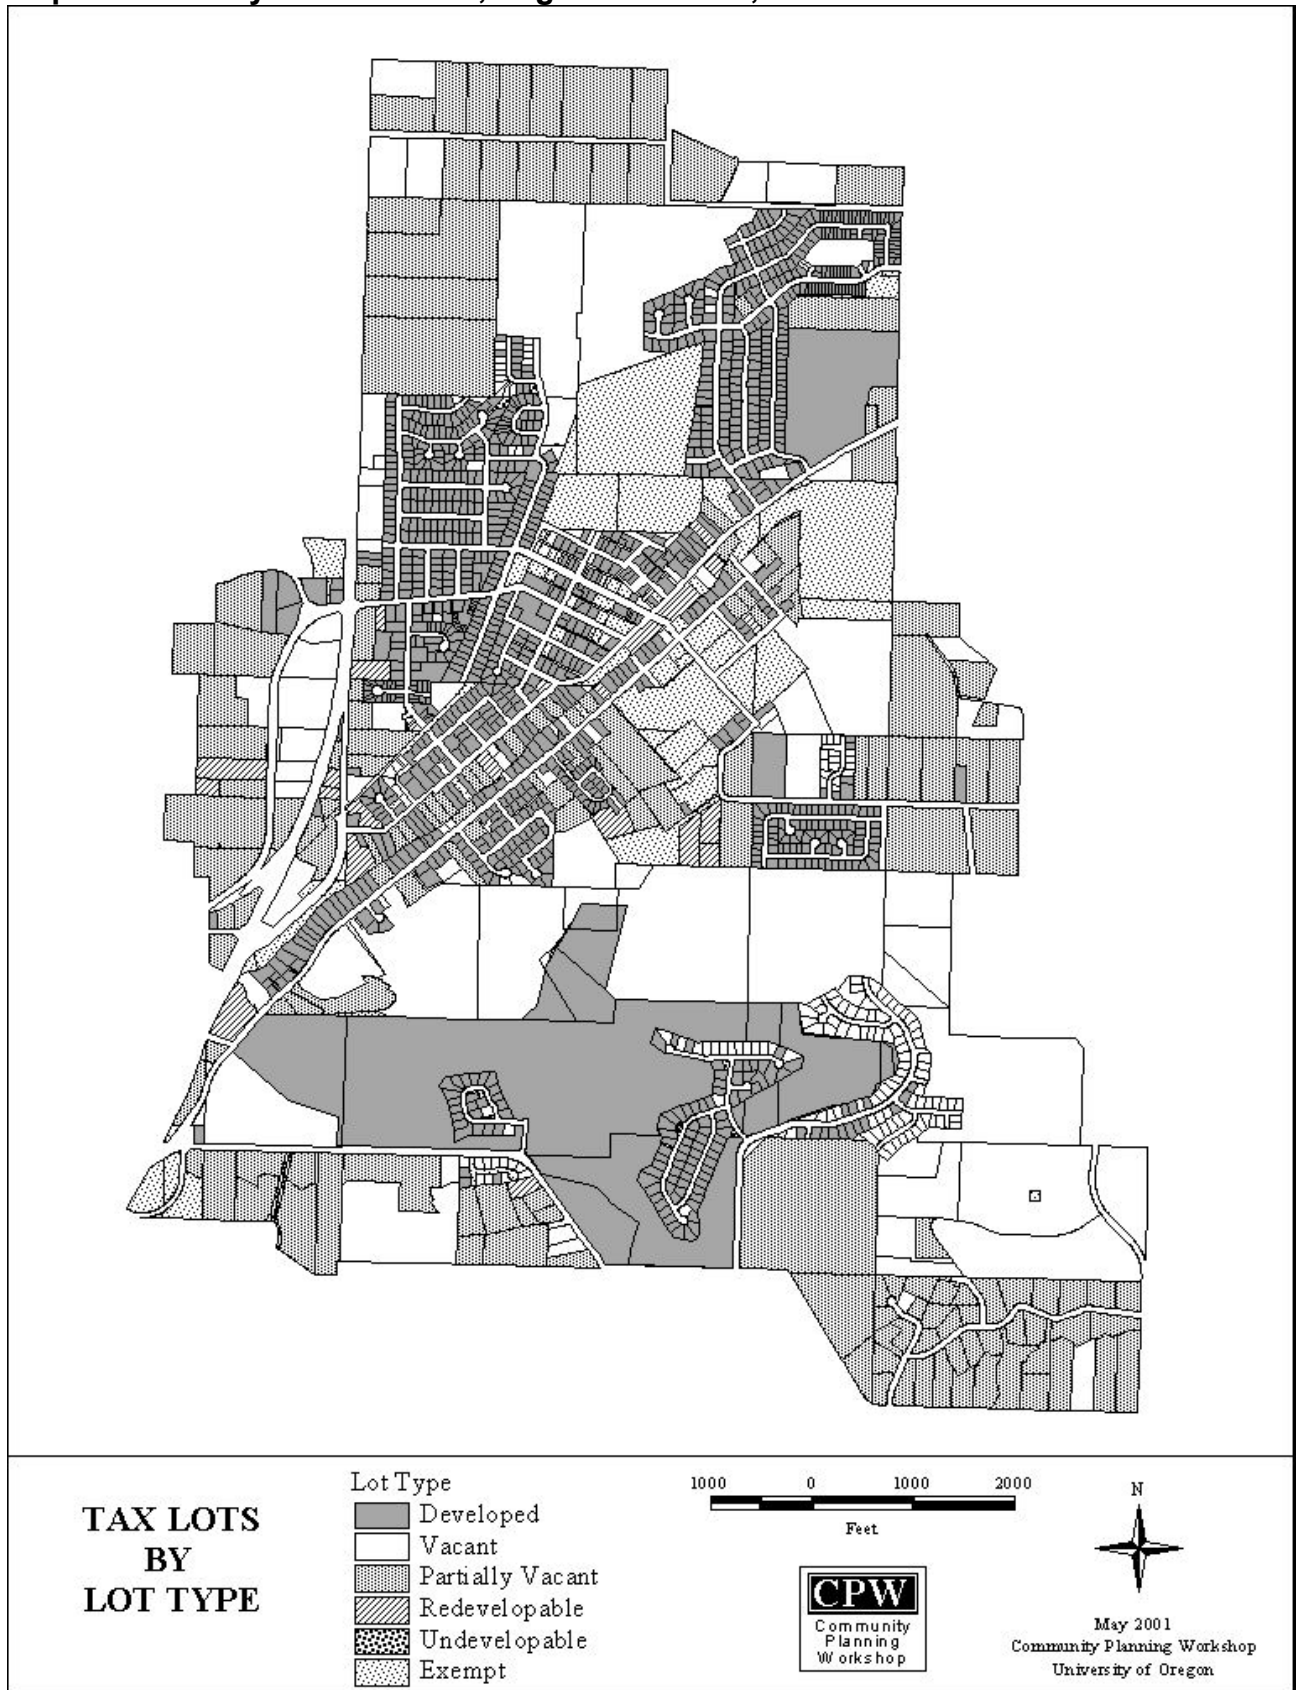 TAX LOTS
BY
LOT TYPE
Lot Type
Developed
Vacant
Partially Vacant
Redevelopable
Undevelopable
Exempt
1000 0 1000 2000
Feet
CPW
Community
Planning
Workshop
N
May 2001
Community Planning Workshop
University of Oregon